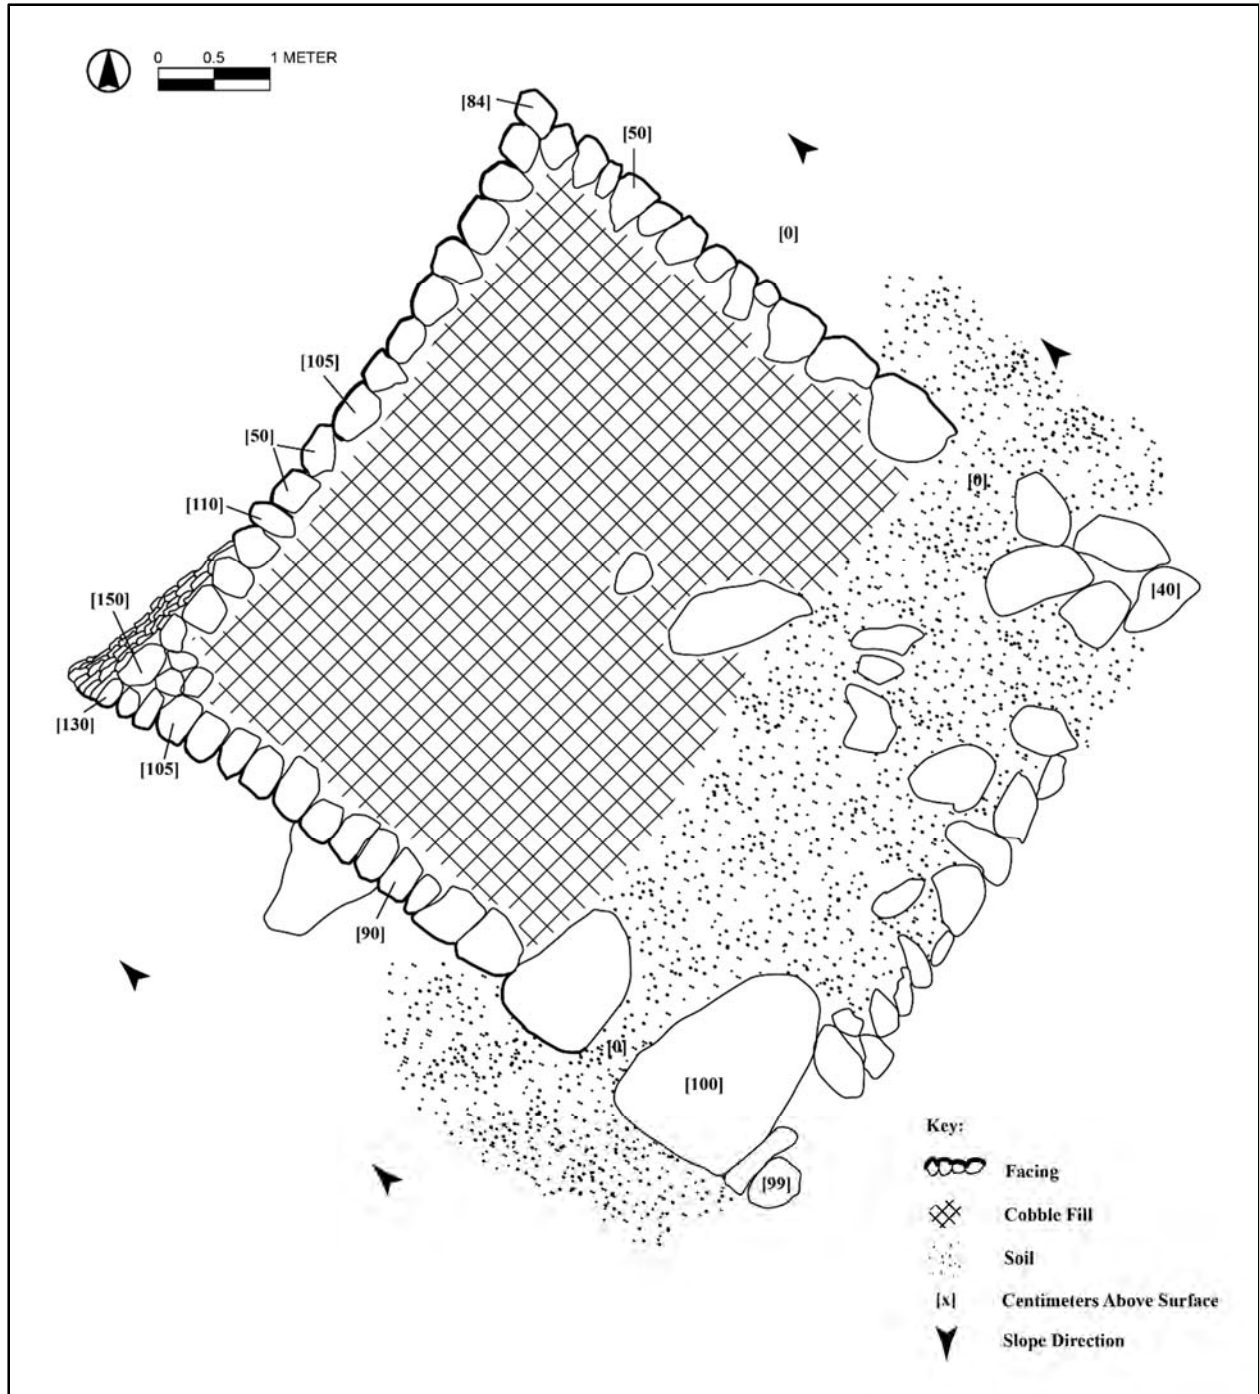 0 0.5 1 METER
[84]
[50]
[0]
[105]
[50]
[0]
[110]
[40]
[150]
[130]
[105]
[90]
[0]
[100]
[99]
Key:
Facing
Cobble Fill
Soil
[x] Centimeters Above Surface
Slope Direction